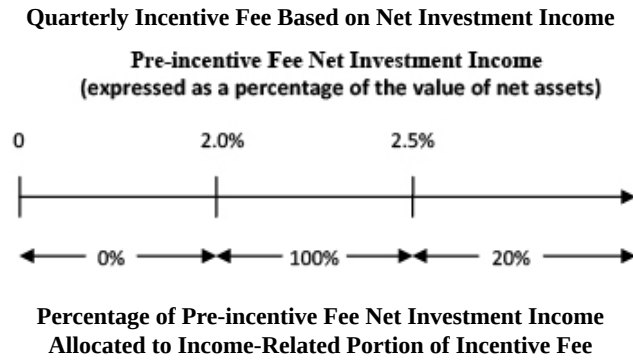 Quarterly Incentive Fee Based on Net Investment Income
Pre-incentive Fee Net Investment Income
(expressed as a percentage of the value of net assets)
0 2.0% 2.5%
0% 100% 20%
Percentage of Pre-incentive Fee Net Investment Income
Allocated to Income-Related Portion of Incentive Fee